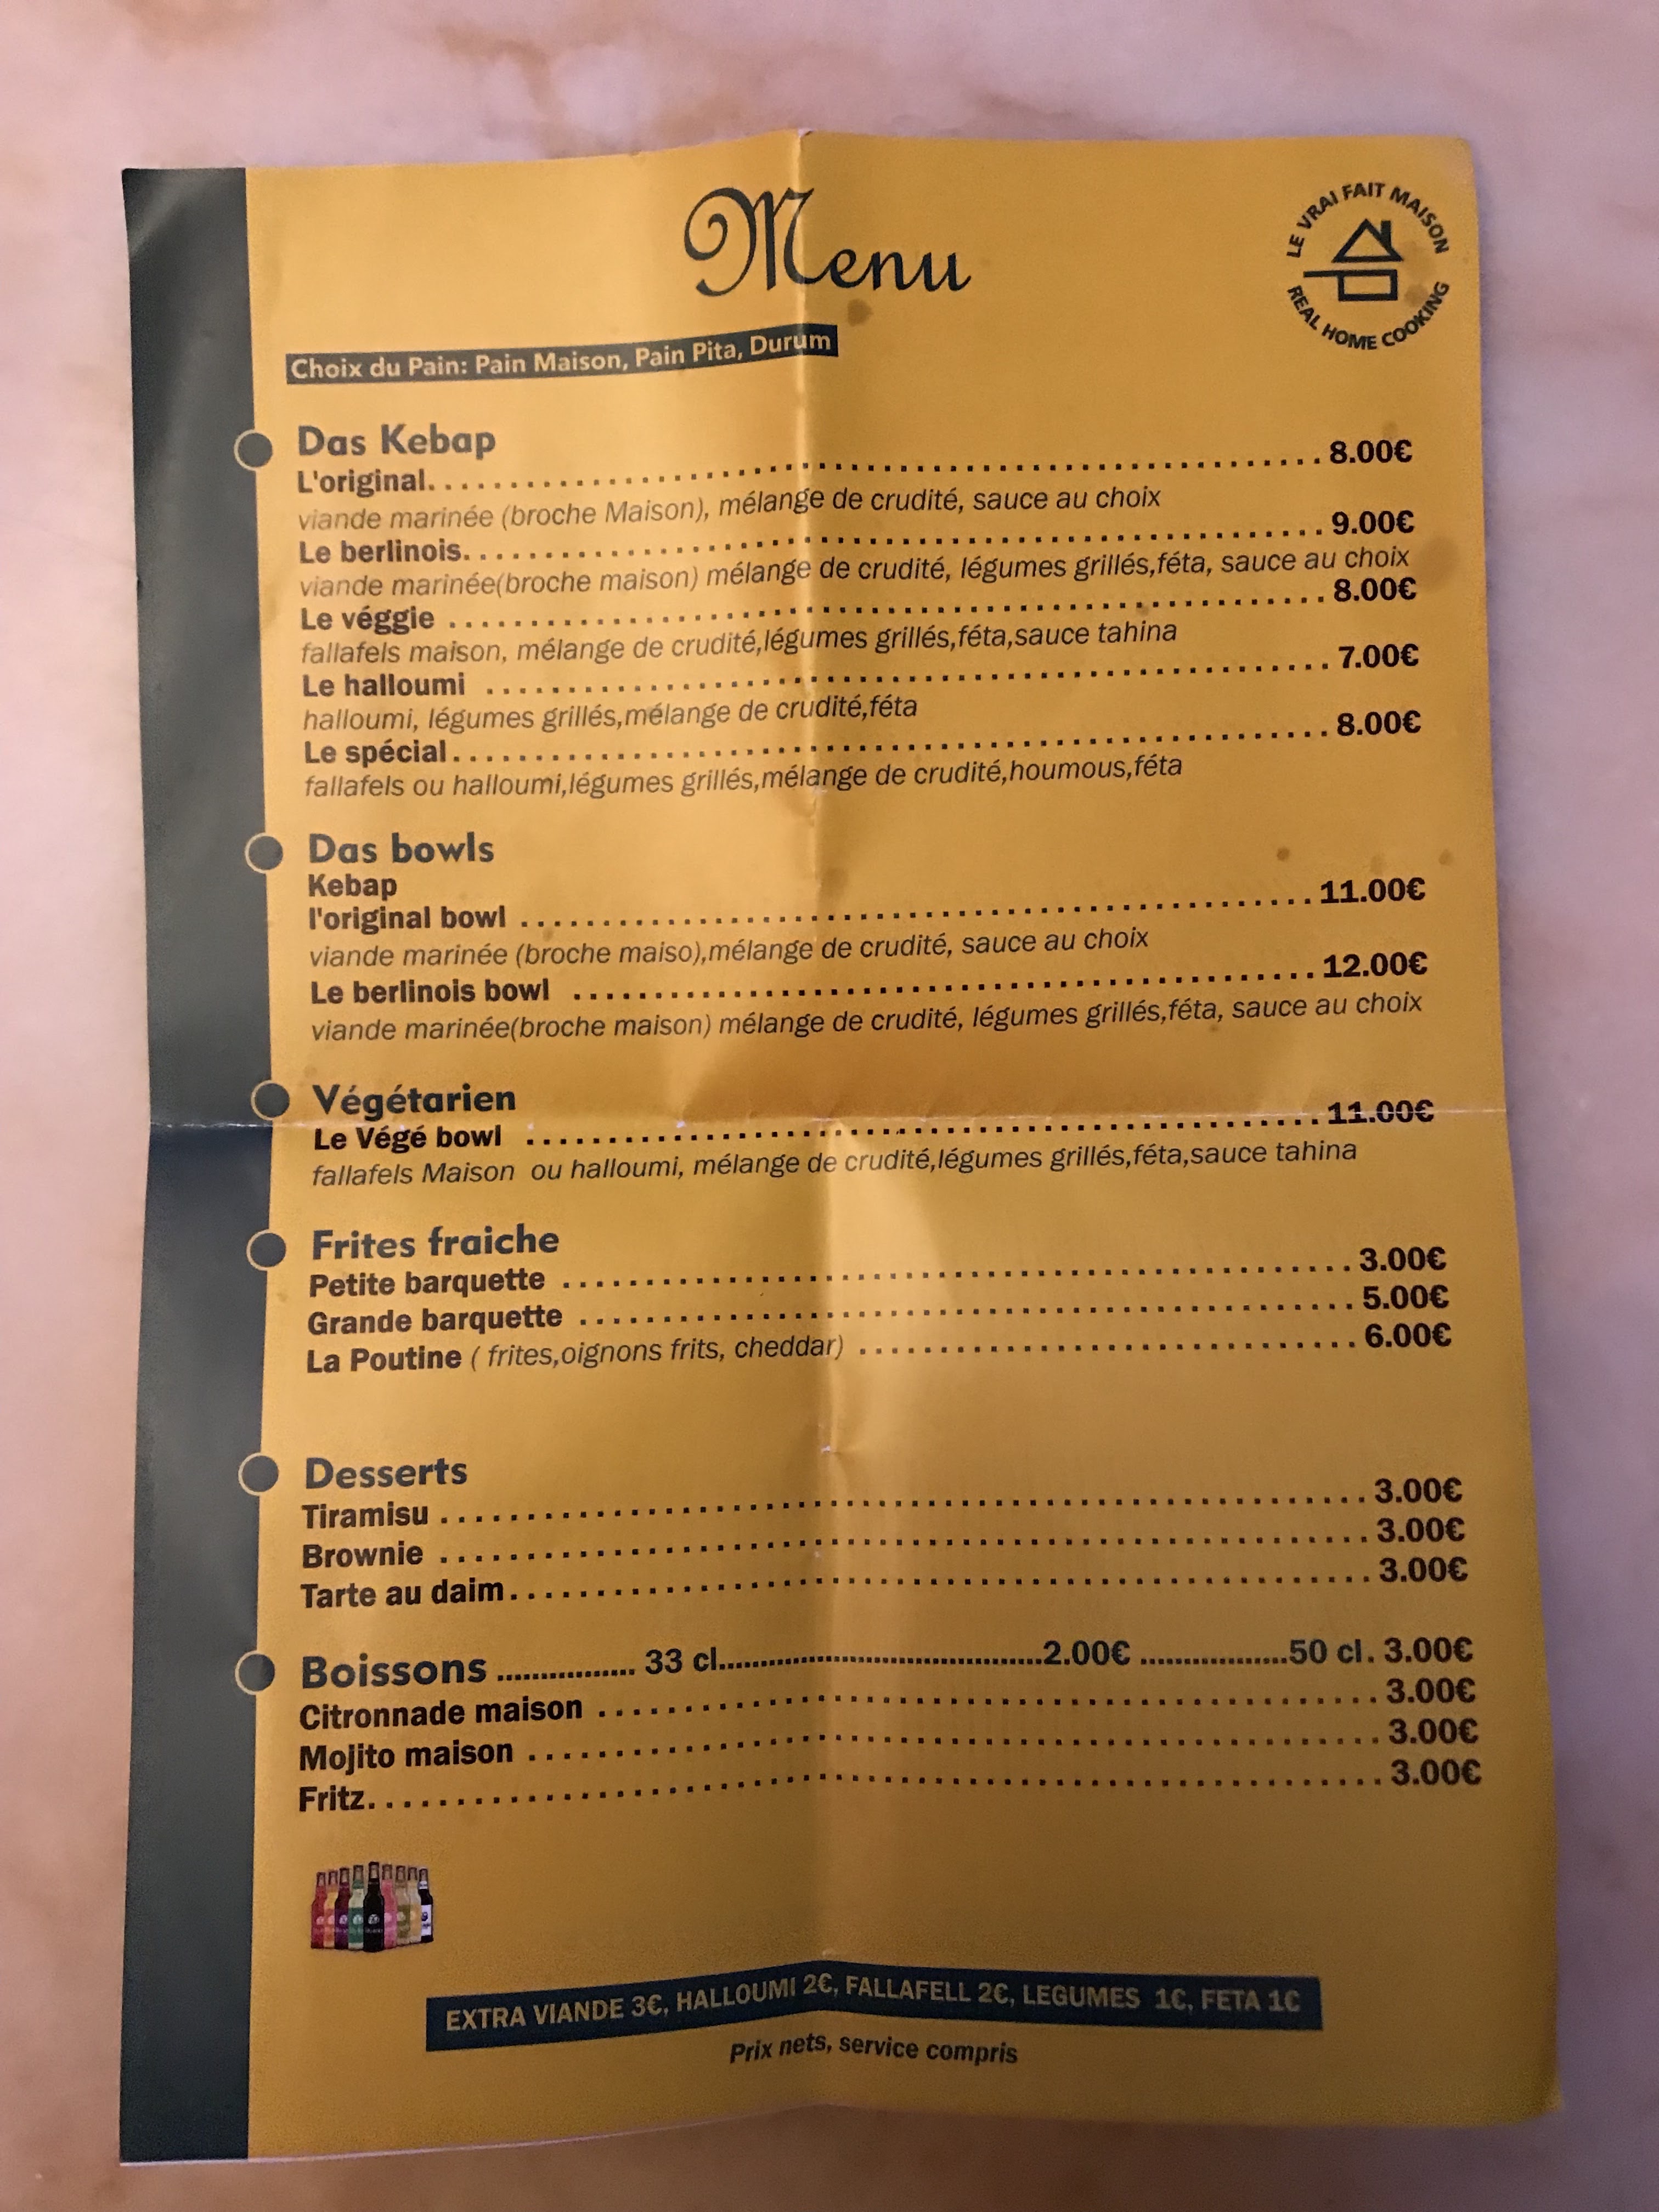 Menu
LE VRAI FAIT MAISON
REAL HOME COOKING
Choix du Pain: Pain Maison, Pain Pita, Durum
Das Kebap
L'original. . . . . . . . . . . . . . . . . . . . 8.00€
viande marinée (broche Maison), mélange de crudité, sauce au choix
Le berlinois. . . . . . . . . . . . . . . . . . . . 9.00€
viande marinée(broche maison) mélange de crudité, légumes grillés,féta, sauce au choix
Le véggie . . . . . . . . . . . . . . . . . . . . 8.00€
fallafels maison, mélange de crudité,légumes grillés,féta,sauce tahina
Le halloumi . . . . . . . . . . . . . . . . . . . . 7.00€
halloumi, légumes grillés,mélange de crudité,féta
Le spécial. . . . . . . . . . . . . . . . . . . . 8.00€
fallafels ou halloumi,légumes grillés,mélange de crudité,houmous,féta
Das bowls
Kebap
l'original bowl . . . . . . . . . . . . . . . . . . . . 11.00€
viande marinée (broche maiso),mélange de crudité, sauce au choix
Le berlinois bowl . . . . . . . . . . . . . . . . . . . . 12.00€
viande marinée(broche maison) mélange de crudité, légumes grillés,féta, sauce au choix
Végétarien
Le Végé bowl . . . . . . . . . . . . . . . . . . . . 11.00€
fallafels Maison ou halloumi, mélange de crudité,légumes grillés,féta,sauce tahina
Frites fraiche
Petite barquette . . . . . . . . . . . . . . . . . . . . 3.00€
Grande barquette . . . . . . . . . . . . . . . . . . . . 5.00€
La Poutine ( frites,oignons frits, cheddar) . . . . . . . . . . . . . . . . . . . . 6.00€
Desserts
Tiramisu . . . . . . . . . . . . . . . . . . . . 3.00€
Brownie . . . . . . . . . . . . . . . . . . . . 3.00€
Tarte au daim. . . . . . . . . . . . . . . . . . . . 3.00€
Boissons ................ 33 cl....................................2.00€ .................50 cl. 3.00€
Citronnade maison . . . . . . . . . . . . . . . . . . . . 3.00€
Mojito maison . . . . . . . . . . . . . . . . . . . . 3.00€
Fritz. . . . . . . . . . . . . . . . . . . . 3.00€
EXTRA VIANDE 3€, HALLOUMI 2€, FALLAFELL 2€, LEGUMES 1€, FETA 1€
Prix nets, service compris